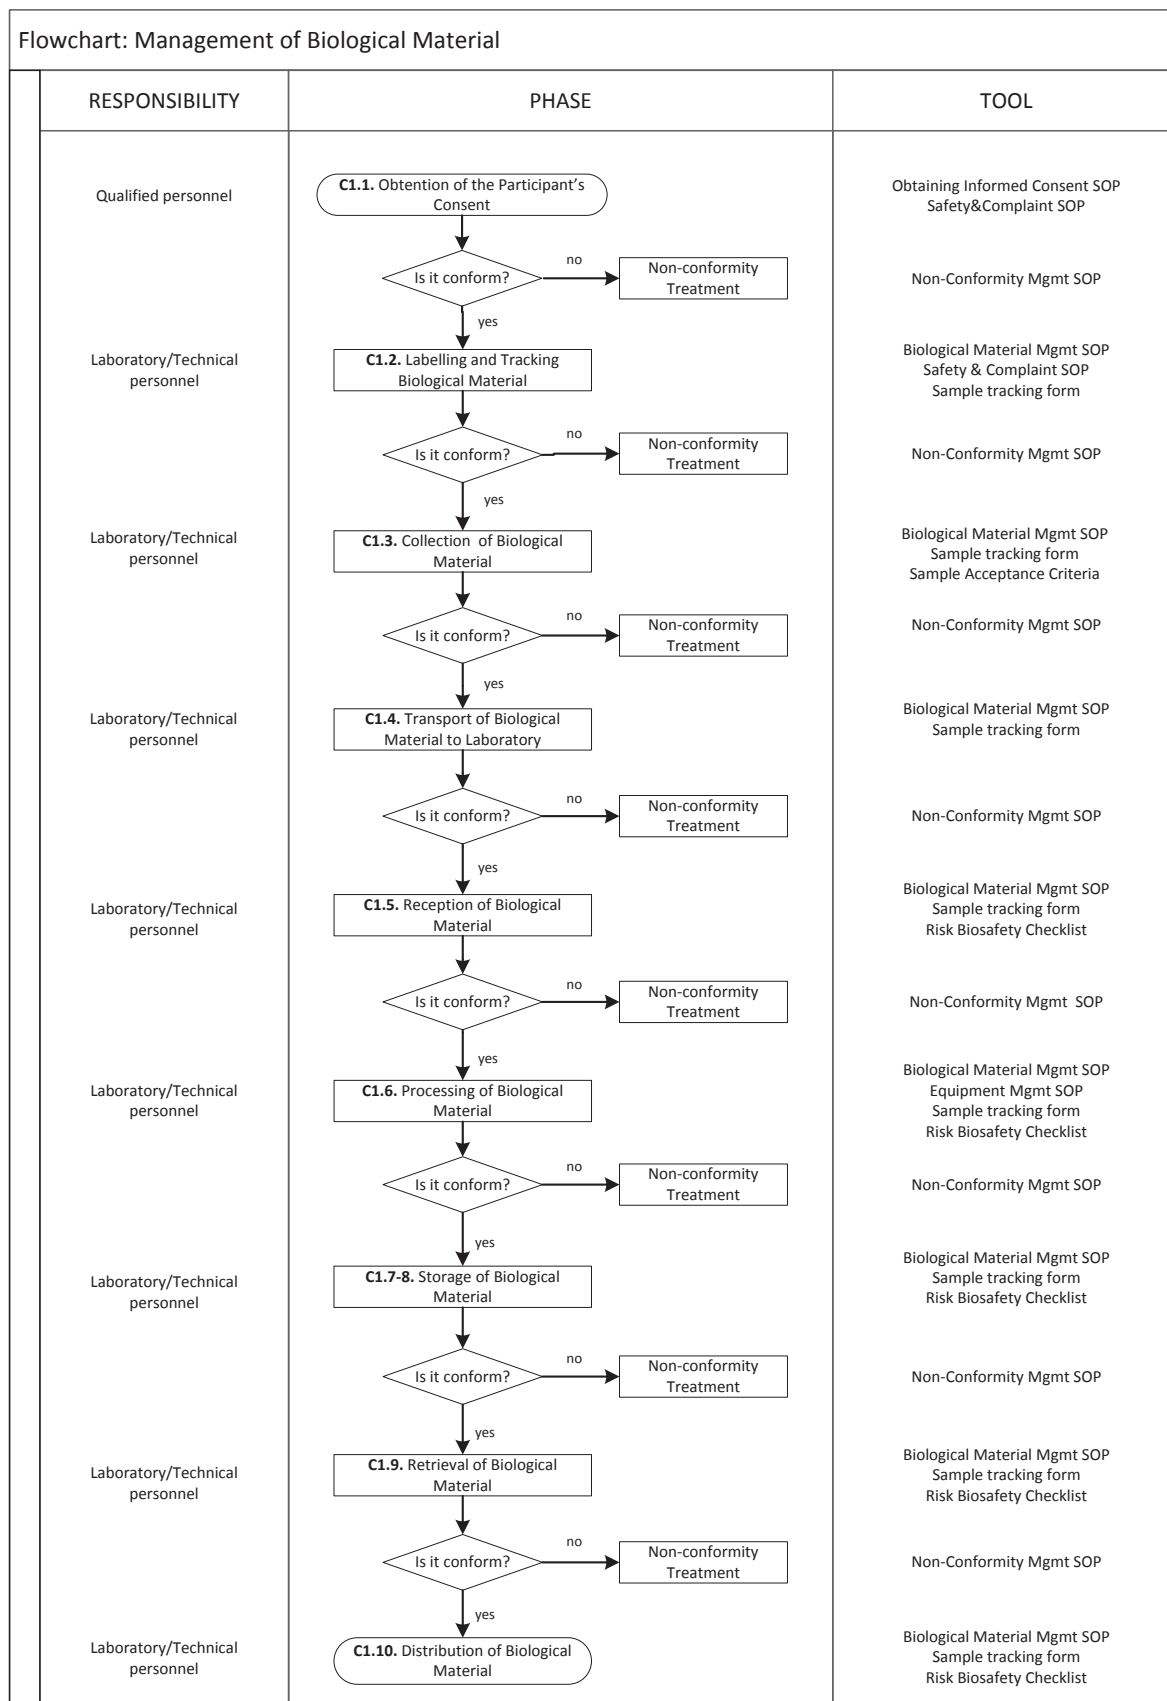 Flowchart: Management of Biological Material
RESPONSIBILITY
PHASE
TOOL
Qualified personnel
C1.1. Obtention of the Participant's
Consent
Obtaining Informed Consent SOP
Safety&Complaint SOP
Is it conform?
no
Non-conformity
Treatment
Non-Conformity Mgmt SOP
yes
Laboratory/Technical
personnel
C1.2. Labelling and Tracking
Biological Material
Biological Material Mgmt SOP
Safety & Complaint SOP
Sample tracking form
Is it conform?
no
Non-conformity
Treatment
Non-Conformity Mgmt SOP
yes
Laboratory/Technical
personnel
C1.3. Collection of Biological
Material
Biological Material Mgmt SOP
Sample tracking form
Sample Acceptance Criteria
Is it conform?
no
Non-conformity
Treatment
Non-Conformity Mgmt SOP
yes
Laboratory/Technical
personnel
C1.4. Transport of Biological
Material to Laboratory
Biological Material Mgmt SOP
Sample tracking form
Is it conform?
no
Non-conformity
Treatment
Non-Conformity Mgmt SOP
yes
Laboratory/Technical
personnel
C1.5. Reception of Biological
Material
Biological Material Mgmt SOP
Sample tracking form
Risk Biosafety Checklist
Is it conform?
no
Non-conformity
Treatment
Non-Conformity Mgmt SOP
yes
Laboratory/Technical
personnel
C1.6. Processing of Biological
Material
Biological Material Mgmt SOP
Equipment Mgmt SOP
Sample tracking form
Risk Biosafety Checklist
Is it conform?
no
Non-conformity
Treatment
Non-Conformity Mgmt SOP
yes
Laboratory/Technical
personnel
C1.7-8. Storage of Biological
Material
Biological Material Mgmt SOP
Sample tracking form
Risk Biosafety Checklist
Is it conform?
no
Non-conformity
Treatment
Non-Conformity Mgmt SOP
yes
Laboratory/Technical
personnel
C1.9. Retrieval of Biological
Material
Biological Material Mgmt SOP
Sample tracking form
Risk Biosafety Checklist
Is it conform?
no
Non-conformity
Treatment
Non-Conformity Mgmt SOP
yes
Laboratory/Technical
personnel
C1.10. Distribution of Biological
Material
Biological Material Mgmt SOP
Sample tracking form
Risk Biosafety Checklist